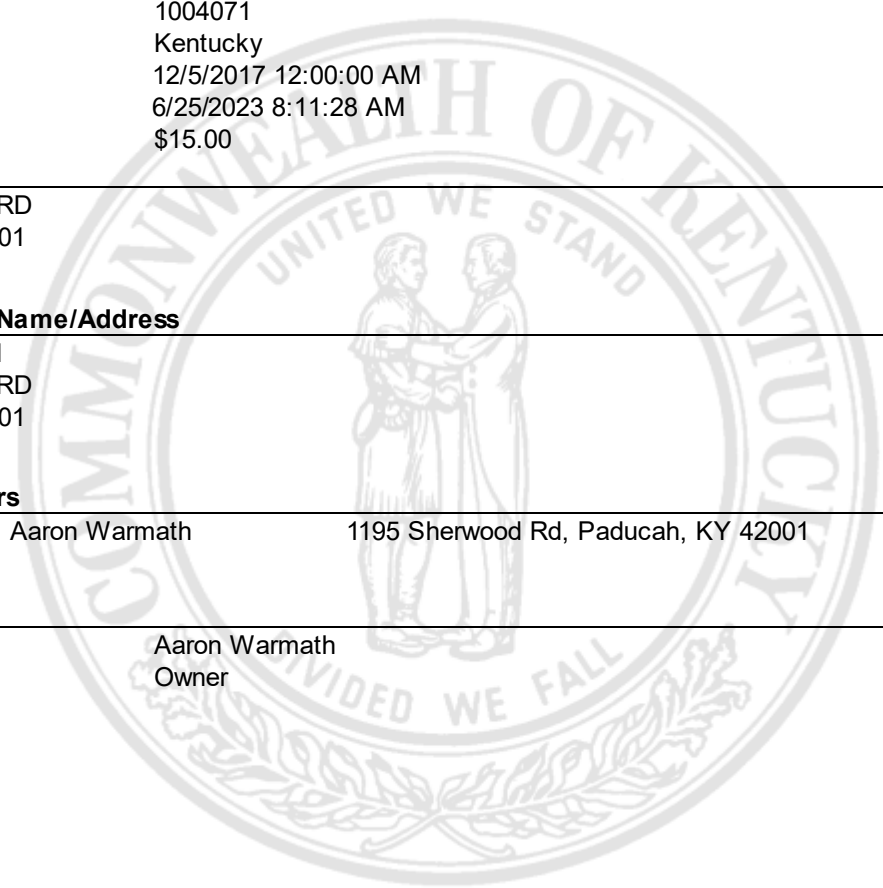 1004071
Kentucky
12/5/2017 12:00:00 AM
6/25/2023 8:11:28 AM
$15.00
RD
01
Name/Address
RD
01
rs
Aaron Warmath 1195 Sherwood Rd, Paducah, KY 42001
Aaron Warmath
Owner
COMMONWEALTH OF KENTUCKY
UNITED WE STAND
DIVIDED WE FALL